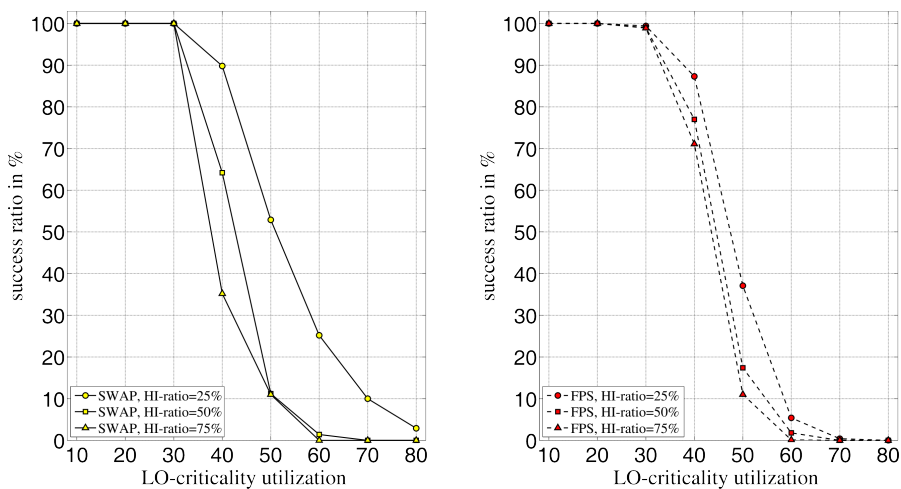 100
90
80
70
60
50
40
30
20
10
0
success ratio in %
SWAP, HI-ratio=25%
SWAP, HI-ratio=50%
SWAP, HI-ratio=75%
10 20 30 40 50 60 70 80
LO-criticality utilization
100
90
80
70
60
50
40
30
20
10
0
success ratio in %
FPS, HI-ratio=25%
FPS, HI-ratio=50%
FPS, HI-ratio=75%
10 20 30 40 50 60 70 80
LO-criticality utilization